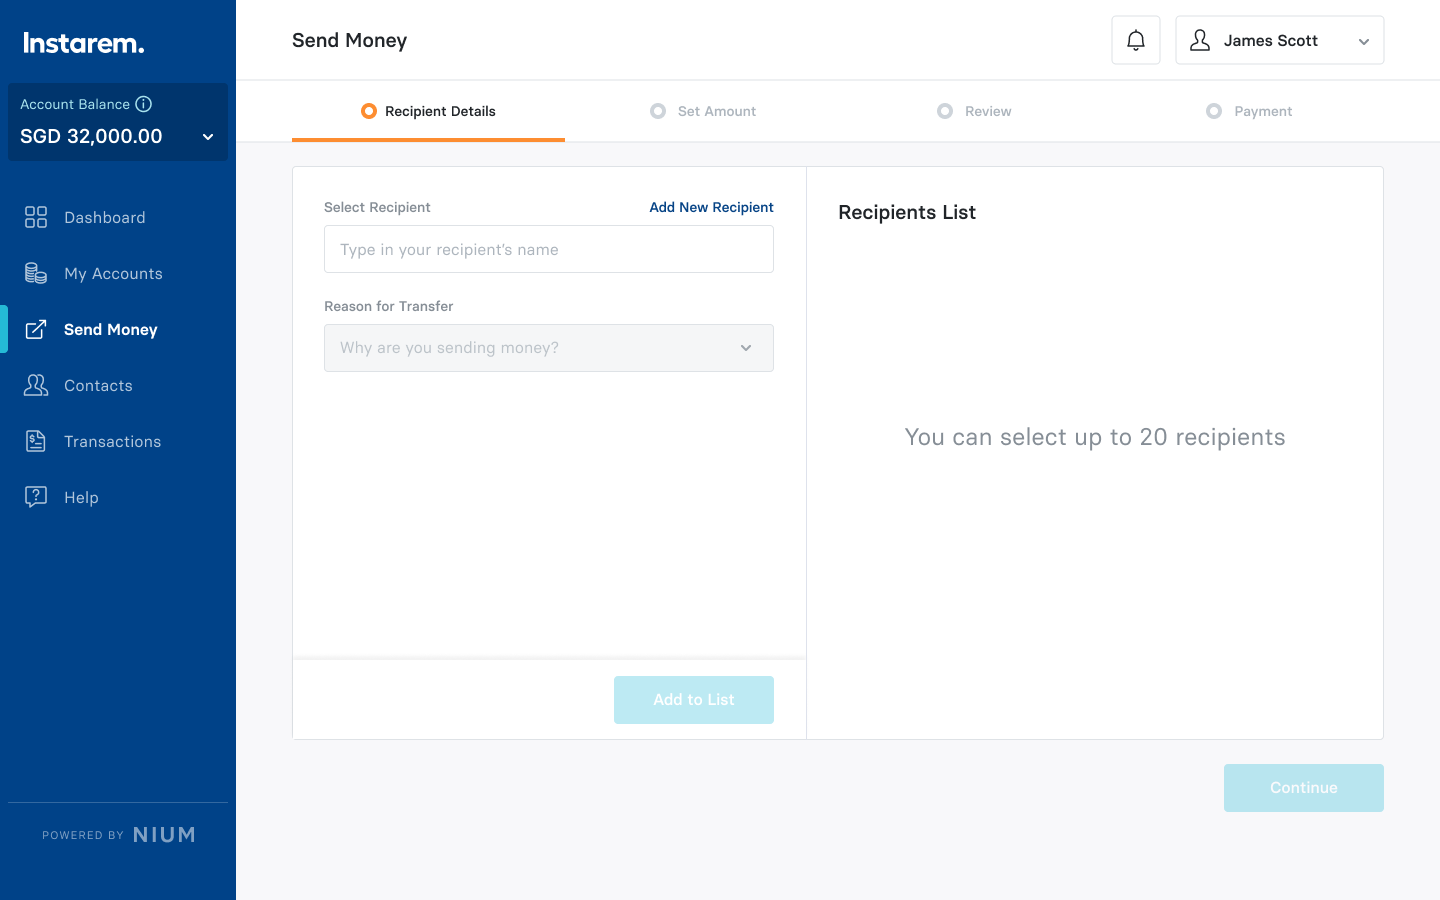 Instarem.
Account Balance
SGD 32,000.00
Dashboard
My Accounts
Send Money
Contacts
Transactions
Help
POWERED BY NIUM
Send Money
James Scott
Recipient Details
Set Amount
Review
Payment
Select Recipient
Add New Recipient
Type in your recipient's name
Reason for Transfer
Why are you sending money?
Add to List
Recipients List
You can select up to 20 recipients
Continue